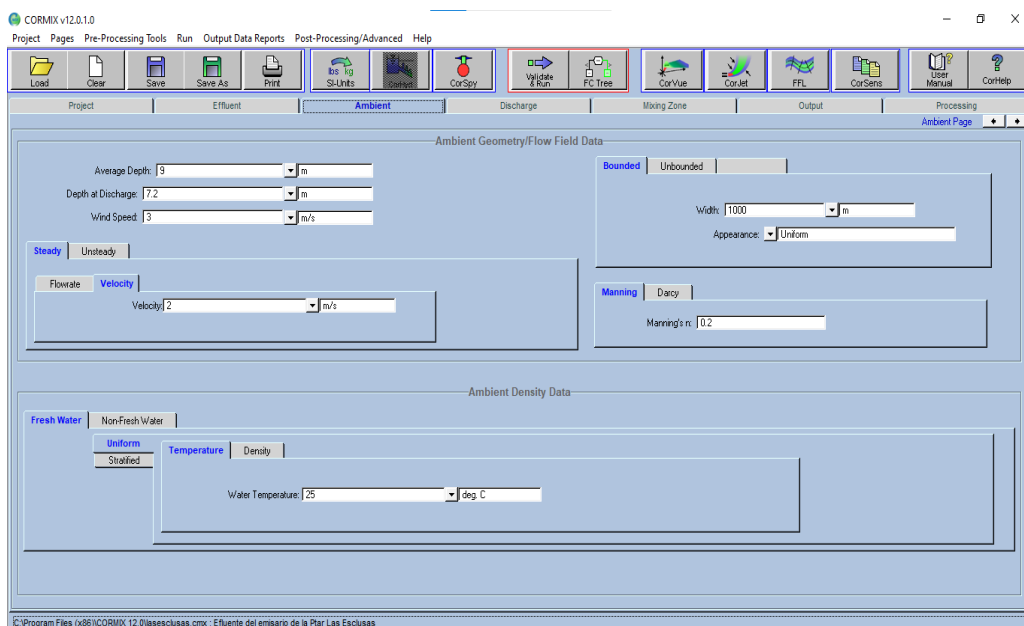 CORMIX v12.0.1.0
Project Pages Pre-Processing Tools Run Output Data Reports Post-Processing/Advanced Help
Load Clear Save Save As Print lbs kg SI-Units CorSpy Validate & Run FC Tree CorVue CorJet FFL CorSens User Manual CorHelp
Project Effluent Ambient Discharge Mixing Zone Output Processing
Ambient Page
Ambient Geometry/Flow Field Data
Average Depth: 9 m
Depth at Discharge: 7.2 m
Wind Speed: 3 m/s
Bounded Unbounded
Width: 1000 m
Appearance: Uniform
Steady Unsteady
Flowrate Velocity
Velocity: 2 m/s
Manning Darcy
Manning's n: 0.2
Ambient Density Data
Fresh Water Non-Fresh Water
Uniform
Stratified
Temperature Density
Water Temperature: 25 deg. C
C:\Program Files (x86)\CORMIX 12.0\lasesclusas.cmx : Efluente del emisario de la Ptar Las Esclusas